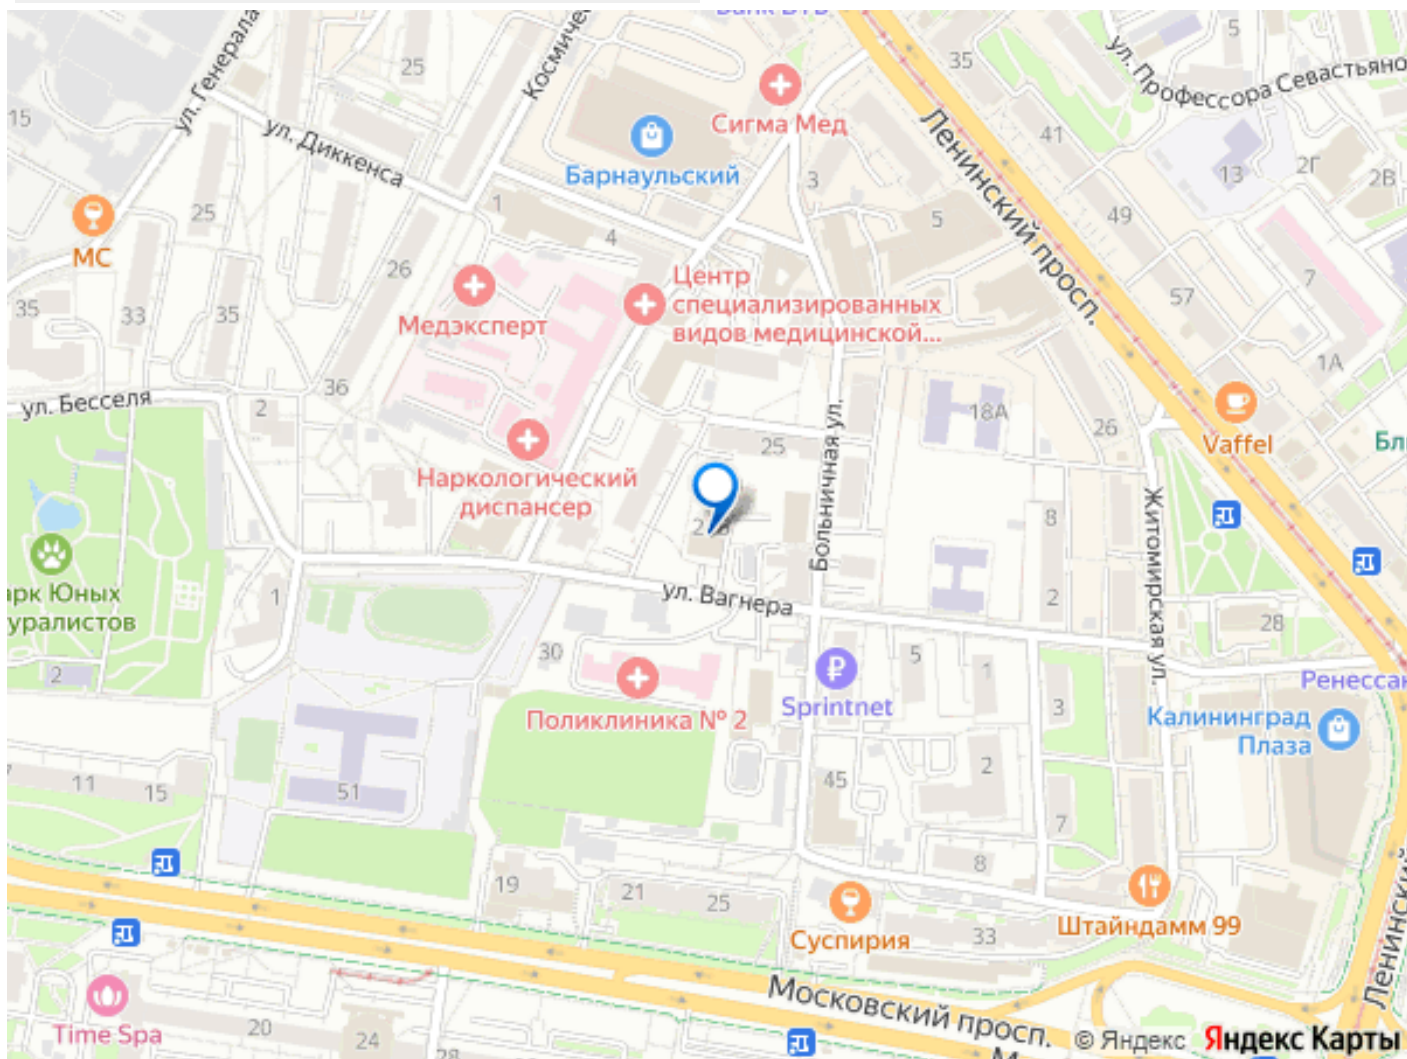 Bank ВТБ
ул. Генерала
Космиче
25
35
5
ул. Профессора Севастьяно
15
ул. Диккенса
Сигма Мед
Ленинский просп.
41
Барнаульский
3
13
2Г
2В
25
1
49
5
МС
4
26
Центр
специализированных
видов медицинской...
7
57
35
33
35
Медэксперт
1А
36
ул. Бесселя
2
18А
26
Vaffel
Бл
Больничная ул.
25
Наркологический
диспансер
Житомирская ул.
8
арк Юных
уралистов
1
ул. Вагнера
2
28
30
5
1
2
Sprintnet
Ренессан
3
Поликлиника № 2
Калининград
Плаза
2
11
15
51
45
7
8
19
21
25
Суспирия
33
Штайндамм 99
Ленинский
Time Spa
20
24
28
Московский просп.
© Яндекс Яндекс Карты